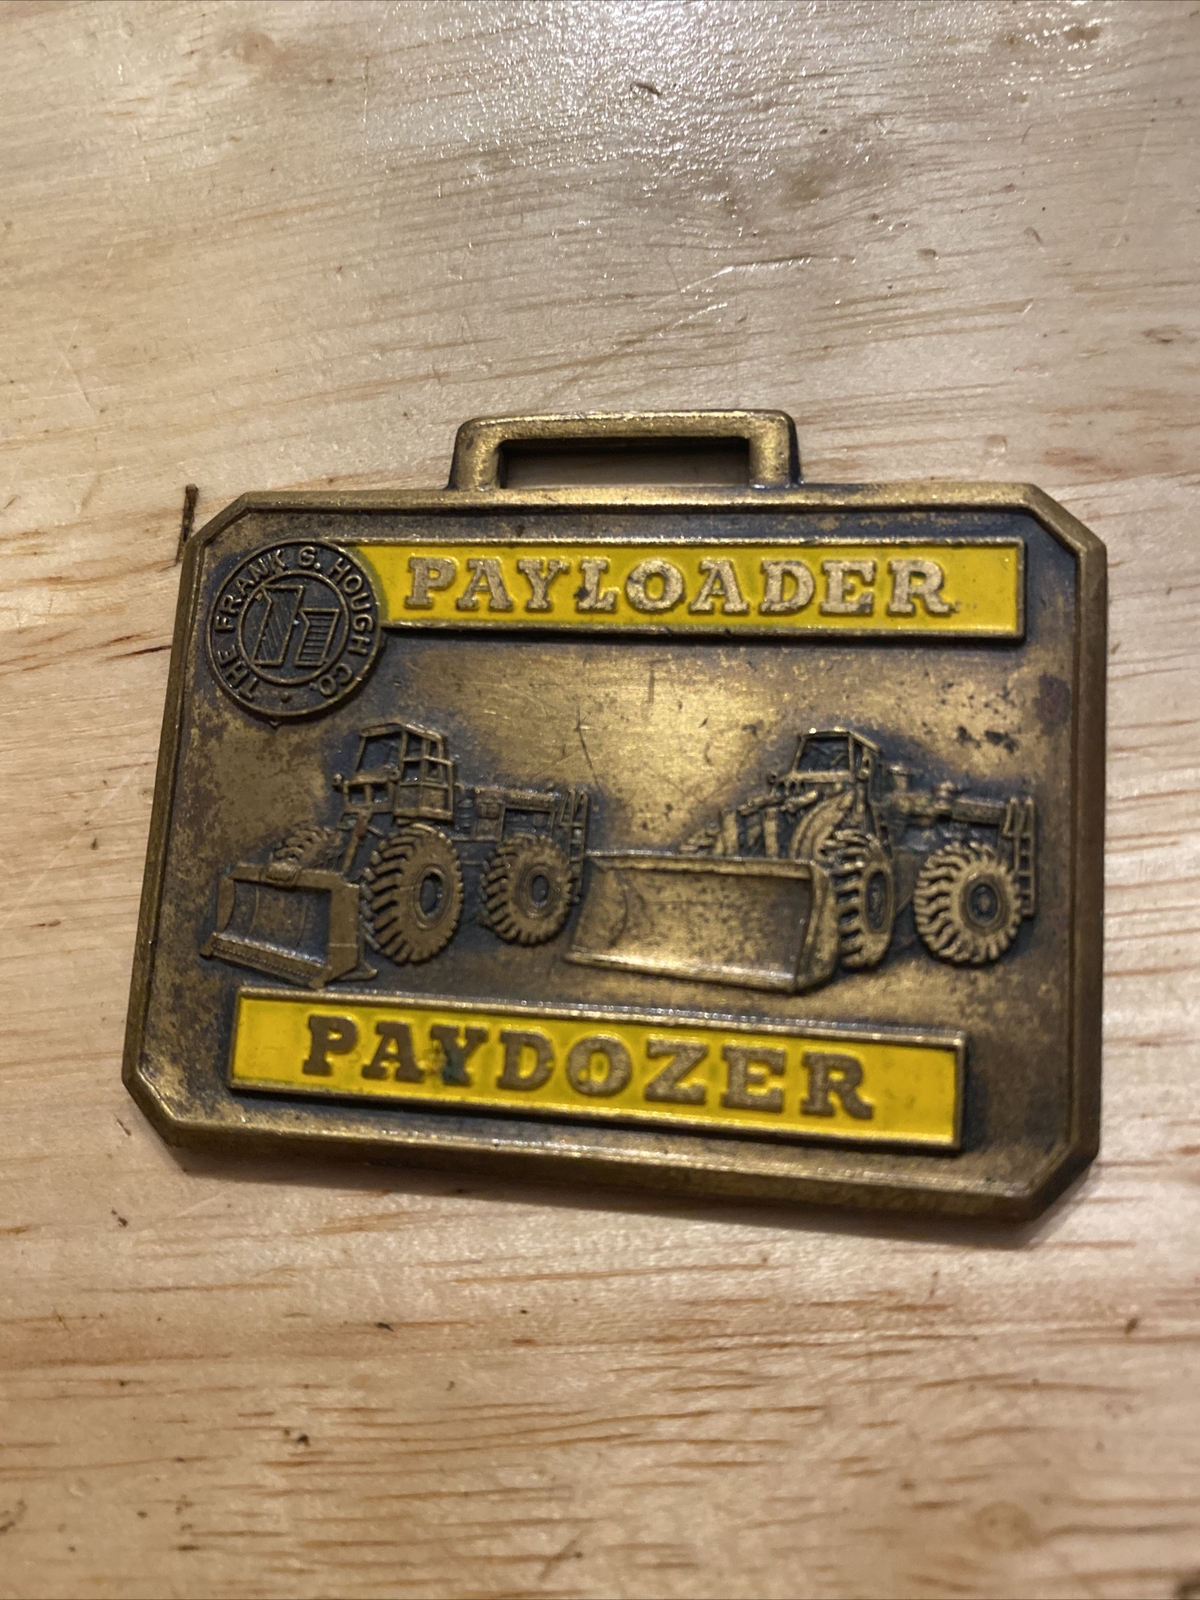 THE FRANK S. HOUGH CO.
PAYLOADER
PAYDOZER